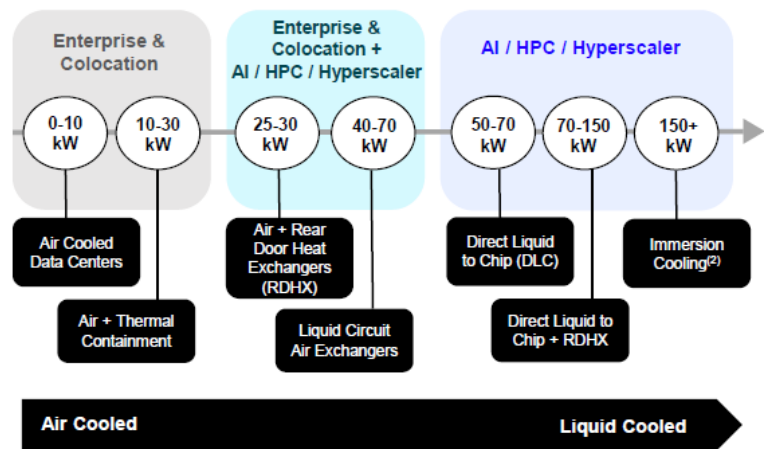 Enterprise &
Colocation
Enterprise &
Colocation +
AI / HPC / Hyperscaler
AI / HPC / Hyperscaler
0-10
kW
10-30
kW
25-30
kW
40-70
kW
50-70
kW
70-150
kW
150+
kW
Air Cooled
Data Centers
Air + Thermal
Containment
Air + Rear
Door Heat
Exchangers
(RDHX)
Liquid Circuit
Air Exchangers
Direct Liquid
to Chip (DLC)
Direct Liquid to
Chip + RDHX
Immersion
Cooling(2)
Air Cooled
Liquid Cooled